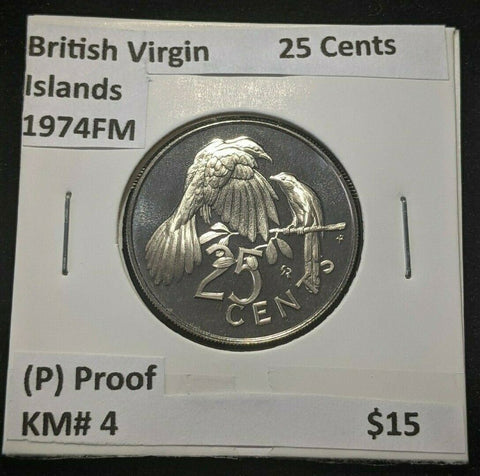 British Virgin 25 Cents
Islands
1974FM
25
CENTS
(P) Proof
KM# 4 $15